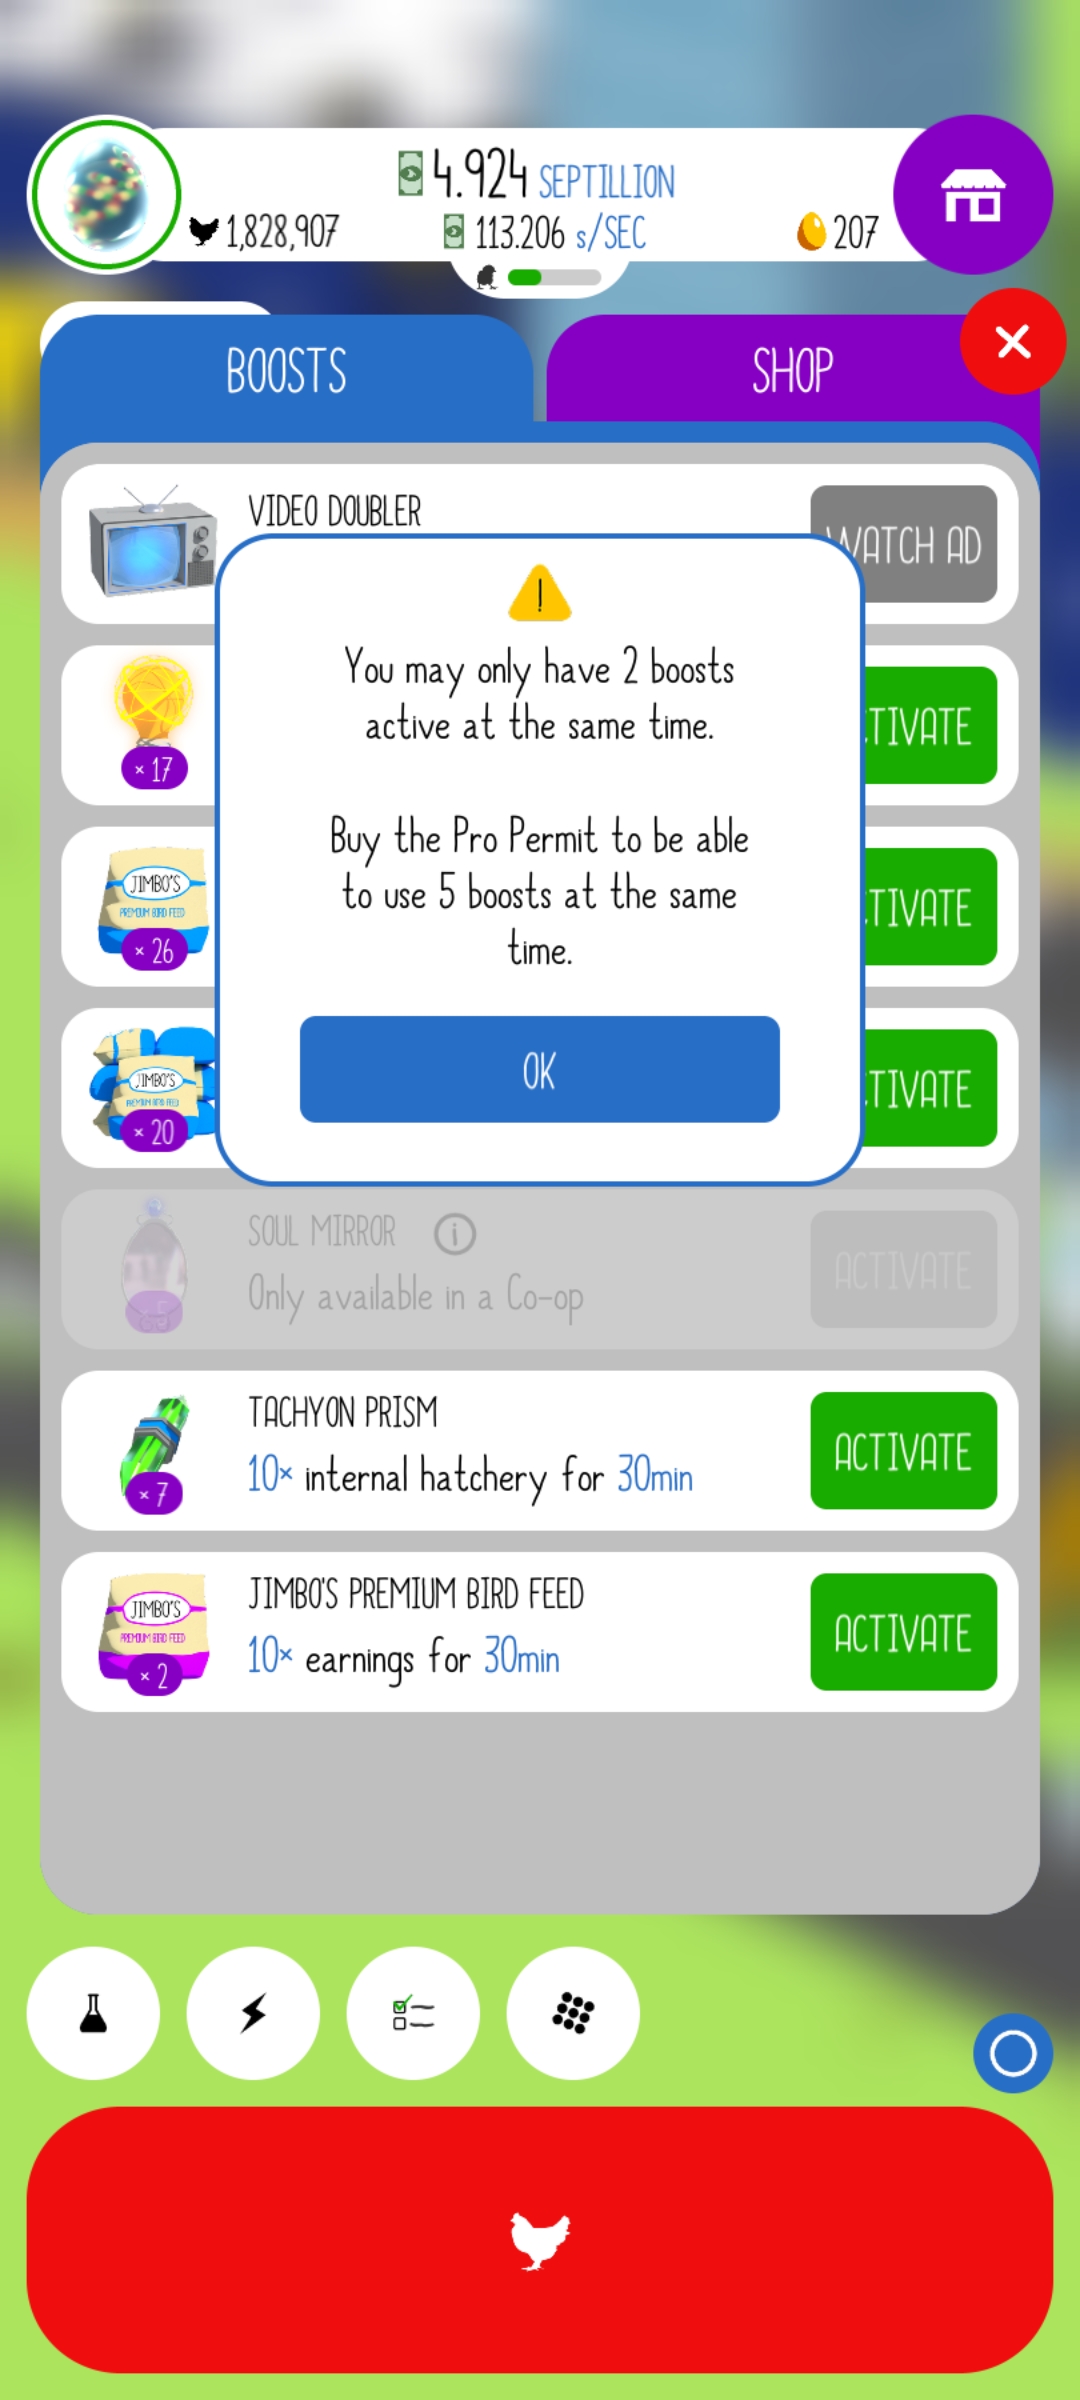 4.924 SEPTILLION
1,828,907
113.206 s/SEC
207
BOOSTS
SHOP
VIDEO DOUBLER
WATCH AD
!
You may only have 2 boosts
active at the same time.
Buy the Pro Permit to be able
to use 5 boosts at the same
time.
OK
× 17
CTIVATE
JIMBO'S
PREMIUM BIRD FEED
× 26
CTIVATE
JIMBO'S
PREMIUM BIRD FEED
× 20
CTIVATE
SOUL MIRROR i
Only available in a Co-op
ACTIVATE
TACHYON PRISM
10× internal hatchery for 30min
× 7
ACTIVATE
JIMBO'S PREMIUM BIRD FEED
10× earnings for 30min
JIMBO'S
PREMIUM BIRD FEED
× 2
ACTIVATE